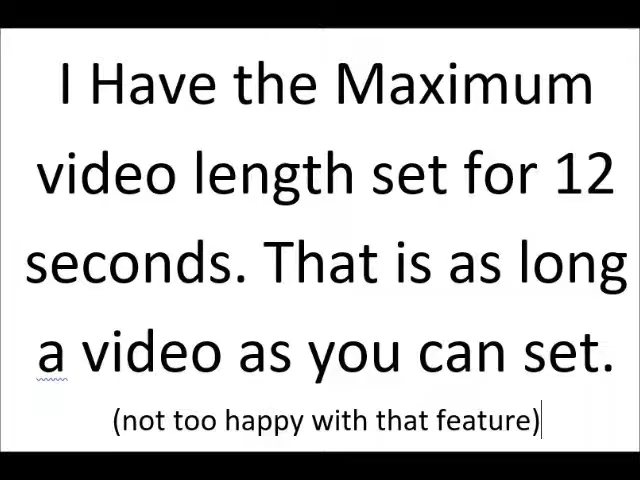 I Have the Maximum
video length set for 12
seconds. That is as long
a video as you can set.
(not too happy with that feature)